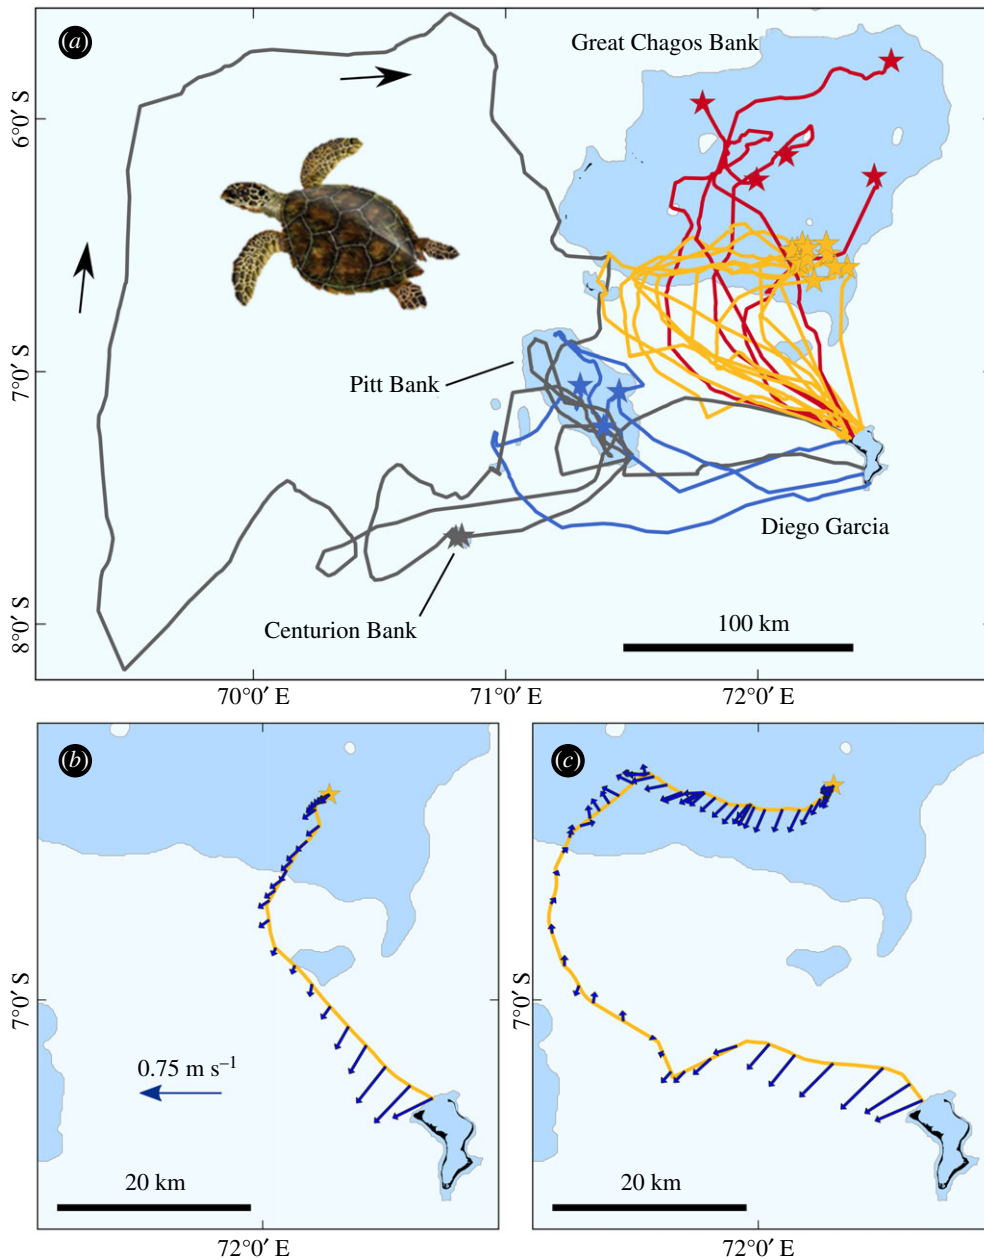 (a)
Great Chagos Bank
6°0′ S
7°0′ S
8°0′ S
Pitt Bank
Diego Garcia
Centurion Bank
100 km
70°0′ E
71°0′ E
72°0′ E
(b)
7°0′ S
0.75 m s⁻¹
20 km
72°0′ E
(c)
7°0′ S
20 km
72°0′ E